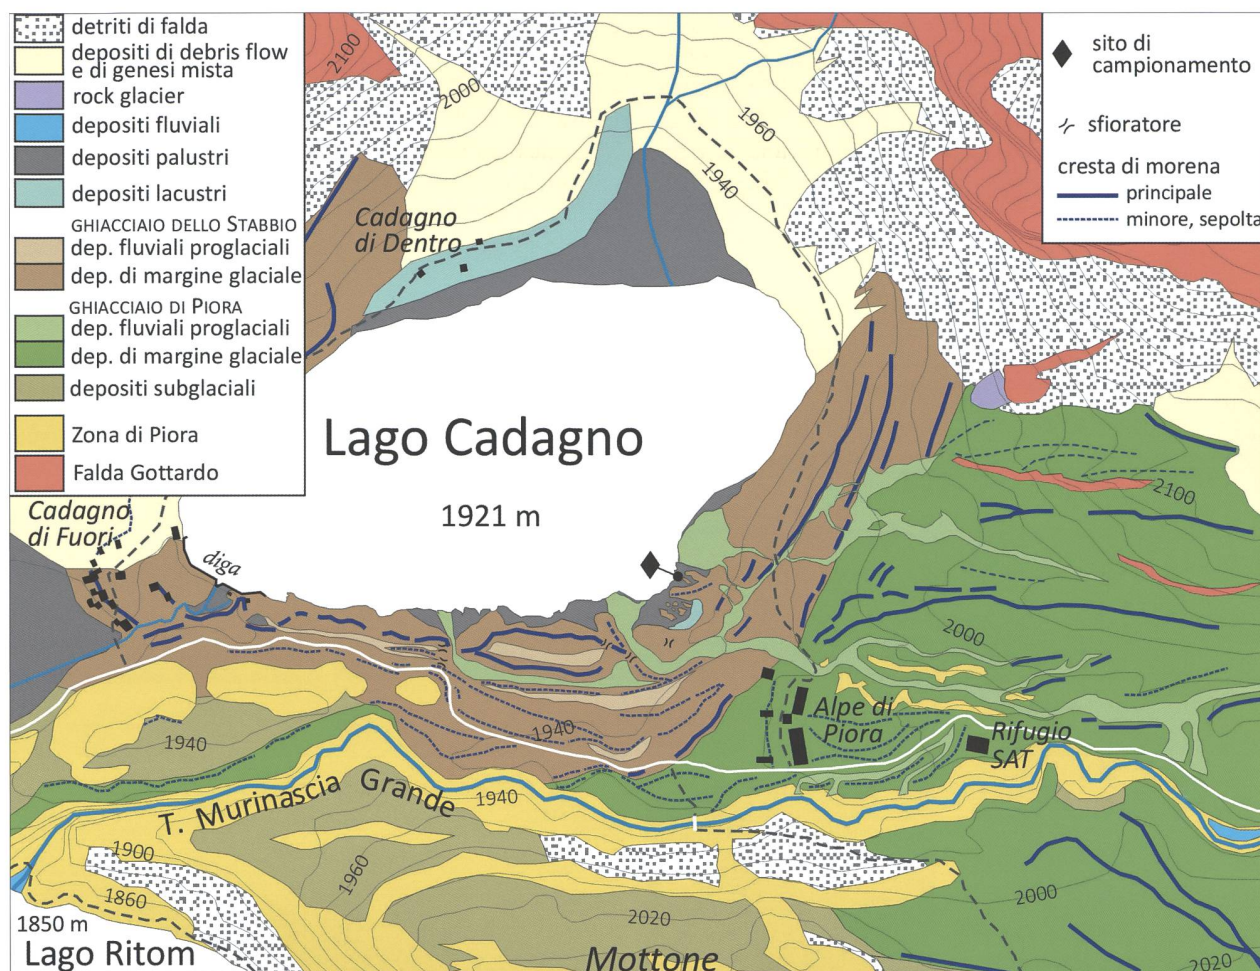 detriti di falda
depositi di debris flow
e di genesi mista
rock glacier
depositi fluviali
depositi palustri
depositi lacustri
GHIACCIAIO DELLO STABBIO
dep. fluviali proglaciali
dep. di margine glaciale
GHIACCIAIO DI PIORA
dep. fluviali proglaciali
dep. di margine glaciale
depositi subglaciali
Zona di Piora
Falda Gottardo
sito di
campionamento
sfioratore
cresta di morena
principale
minore, sepolta
2100
2000
1960
1940
Cadagno
di Dentro
Lago Cadagno
1921 m
2100
Cadagno
di Fuori
diga
2000
Alpe di
Piora
Rifugio
SAT
1940
1940
T. Murinascia Grande
1940
1900
1960
1860
2000
1850 m
2020
Lago Ritom
Mottone
2020